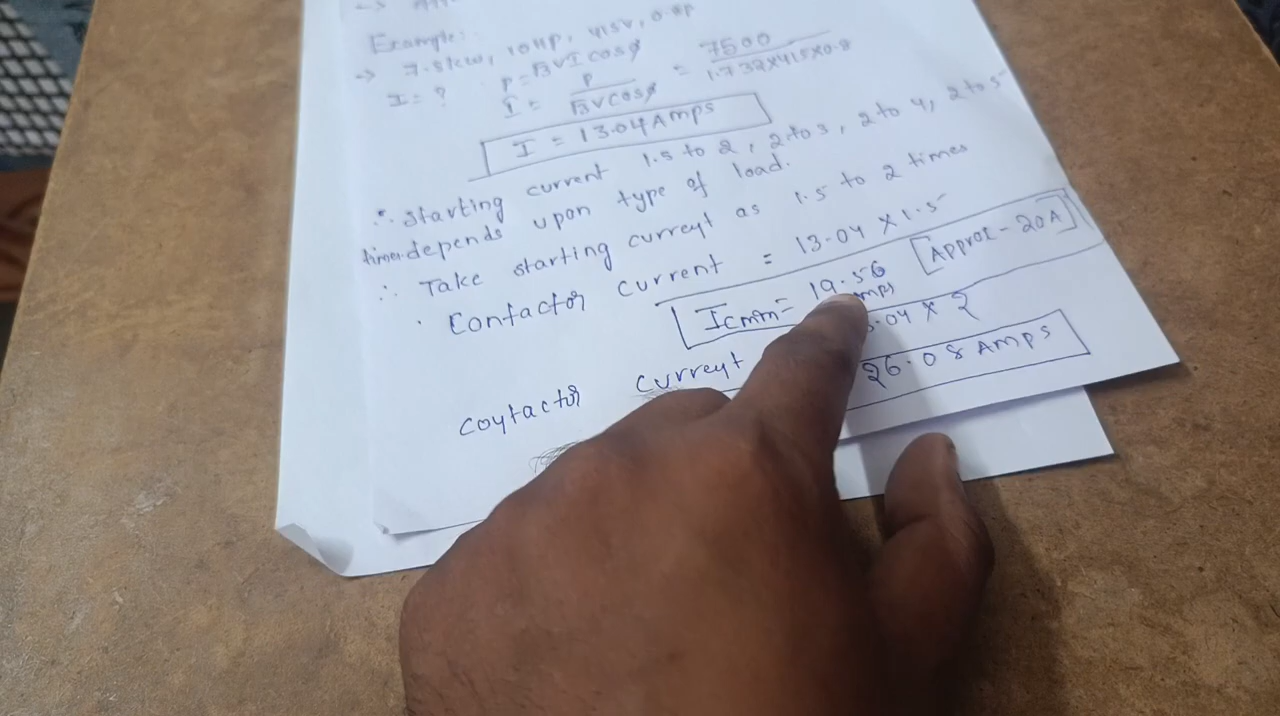 Example:-
→ 7.5kw, 10HP, 415V, 0.8p
I = ? P = √3VI cosφ
I = P / √3Vcosφ = 7500 / 1.732×415×0.8
I = 13.04 Amps
∴ starting current 1.5 to 2, 2 to 3, 2 to 4, 2 to 5
times depends upon type of load.
∴ Take starting current as 1.5 to 2 times
. Contactor current = 13.04 × 1.5
Icmm = 19.56 Amps [Approx - 20A]
contactor current .04 × 2
26.08 Amps